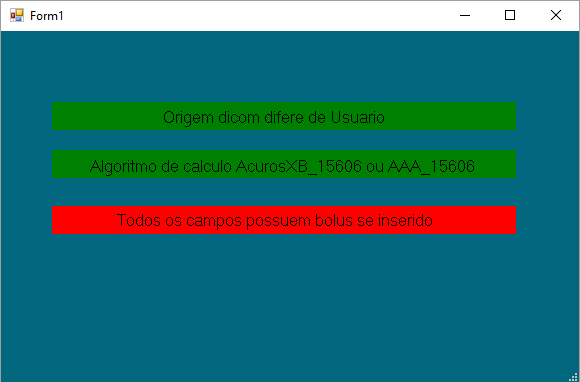 Form1
Origem dicom difere de Usuario
Algoritmo de calculo AcurosXB_15606 ou AAA_15606
Todos os campos possuem bolus se inserido